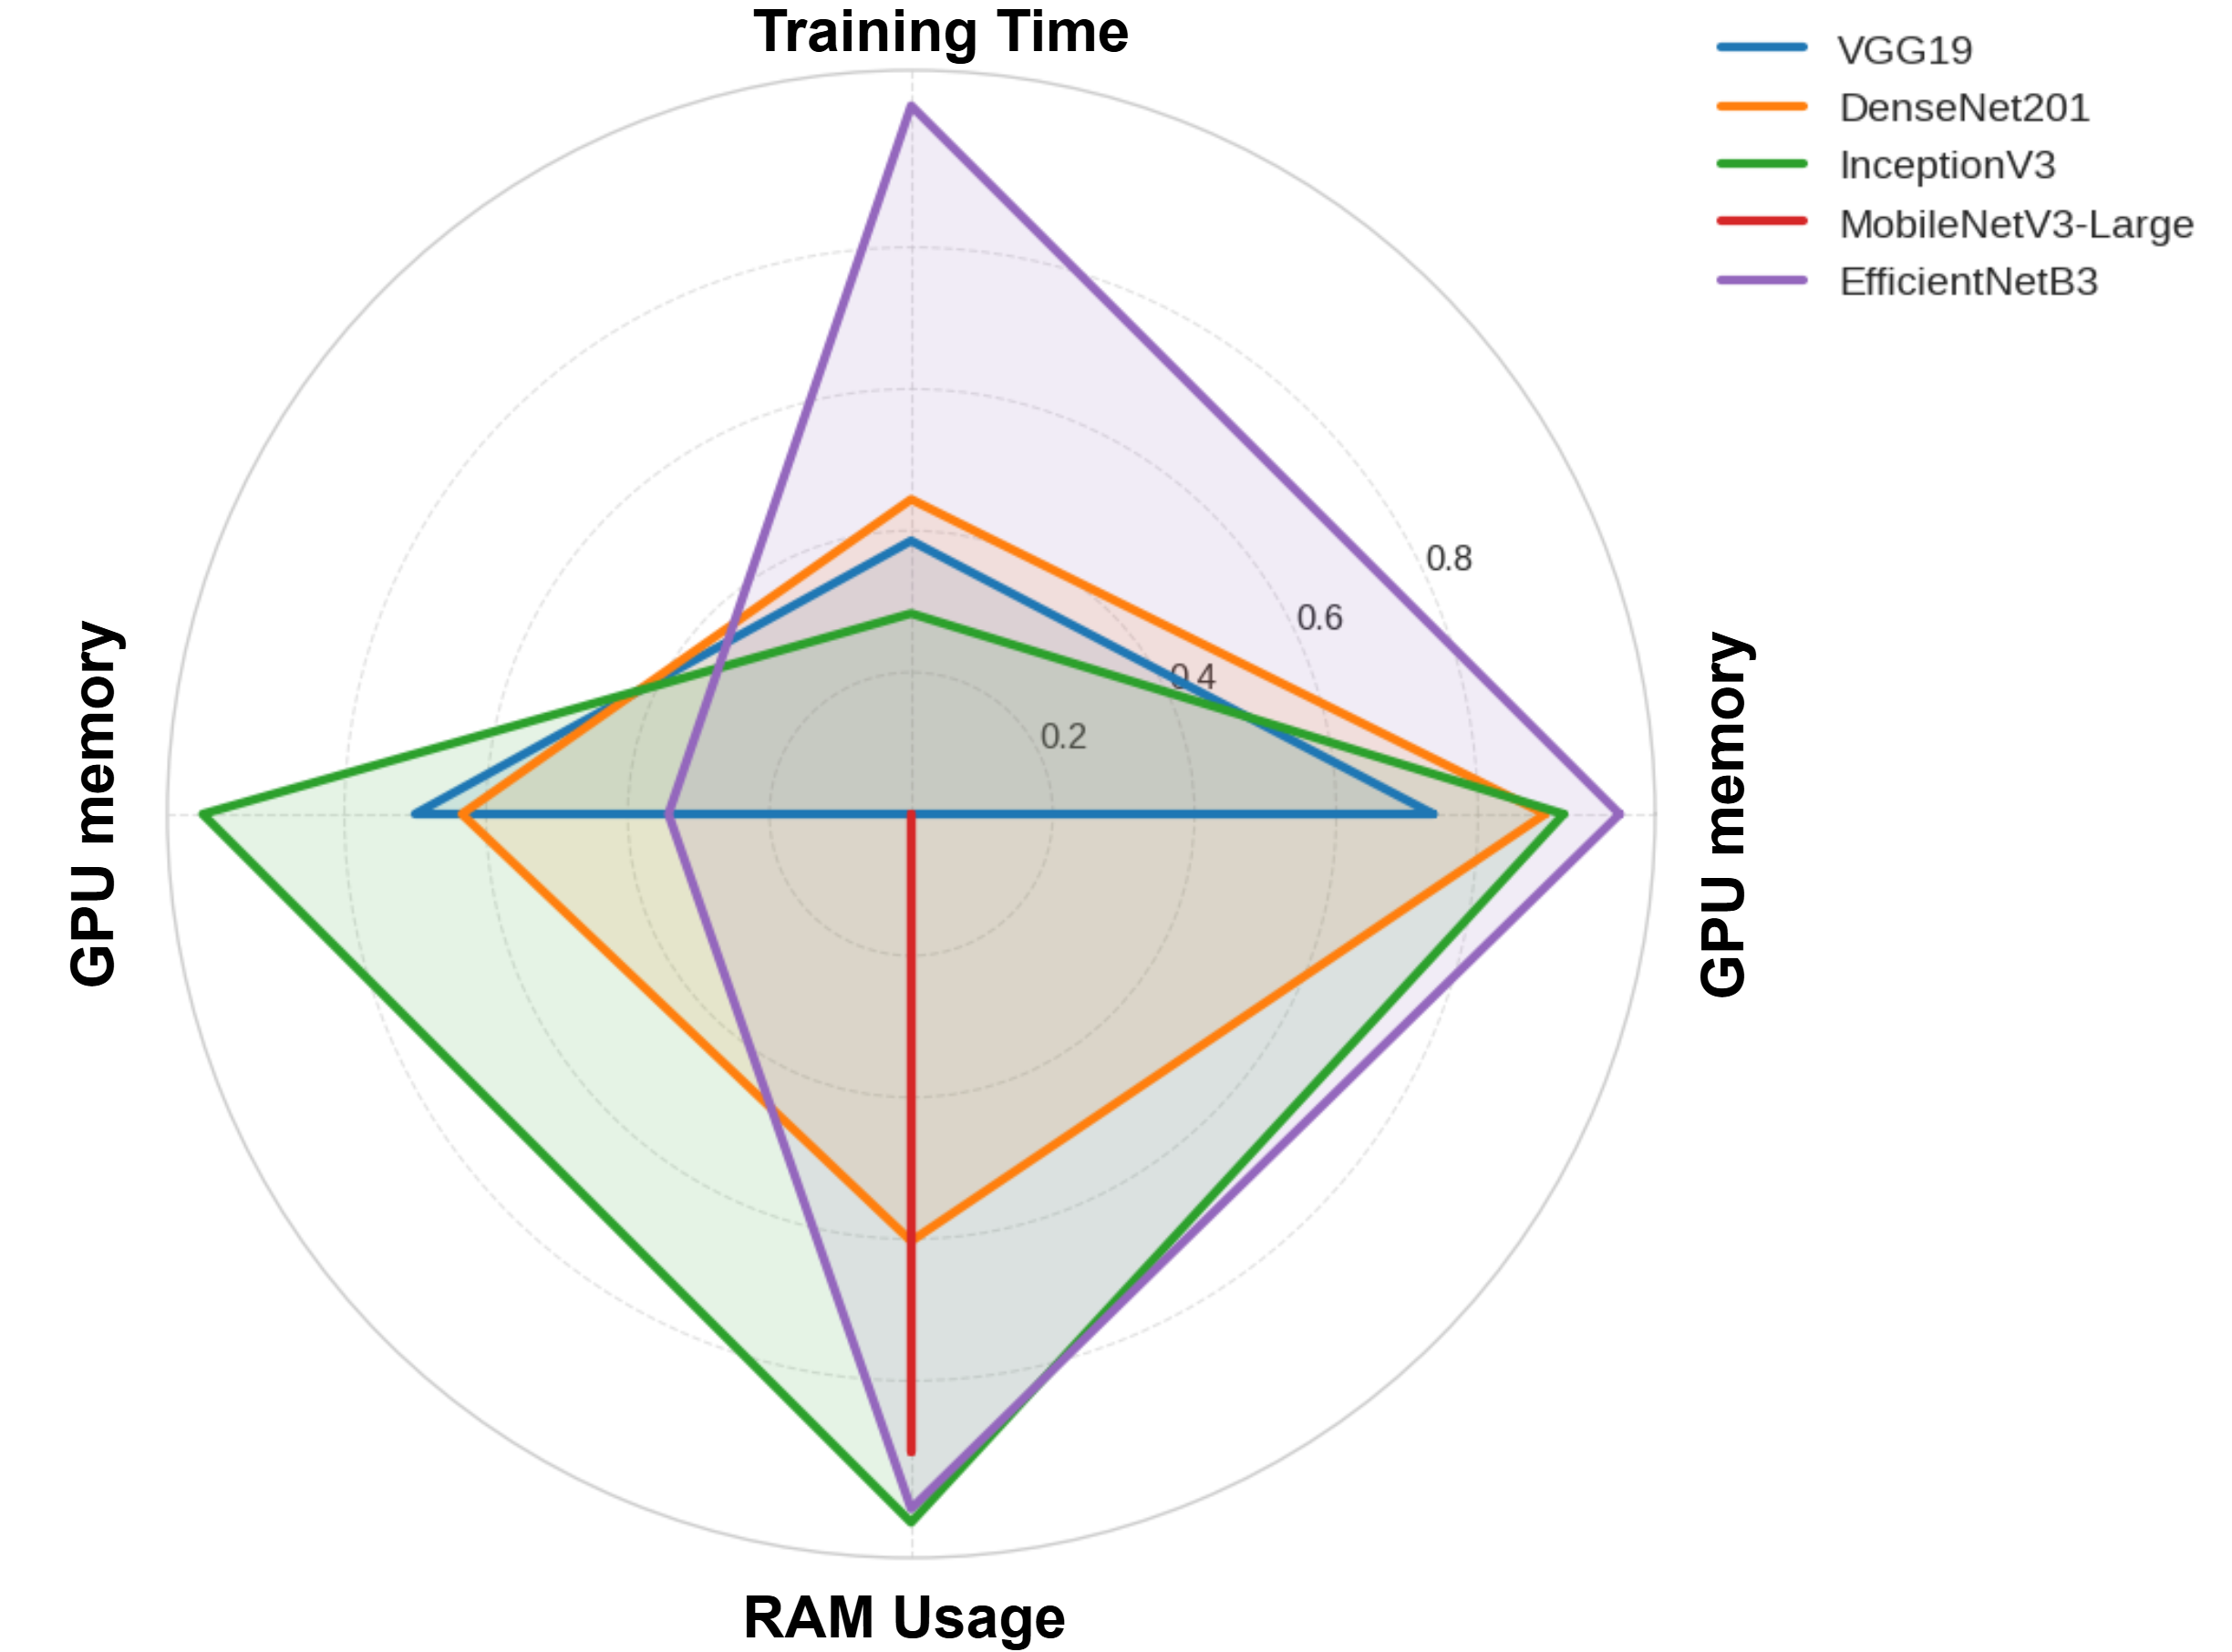 Training Time
VGG19
DenseNet201
InceptionV3
MobileNetV3-Large
EfficientNetB3
0.8
0.6
0.4
0.2
GPU memory
GPU memory
RAM Usage